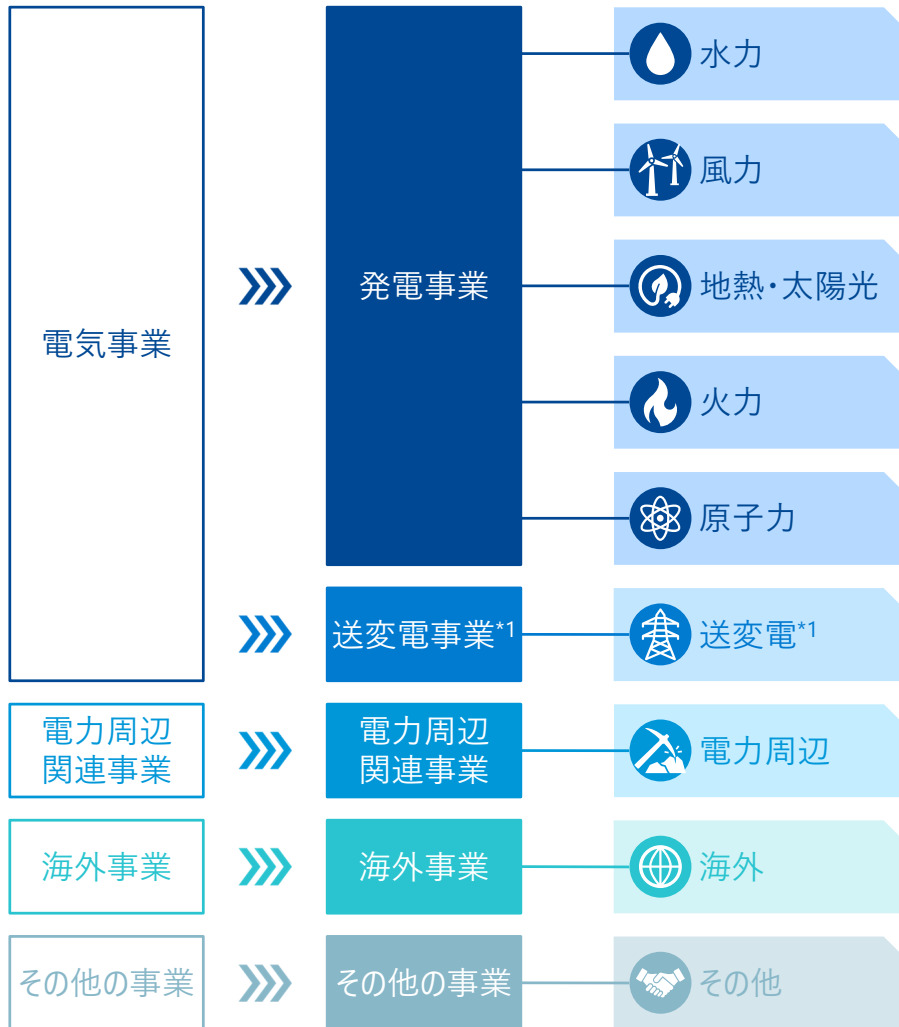 電気事業
発電事業
水力
風力
地熱・太陽光
火力
原子力
送変電事業*1
送変電*1
電力周辺
関連事業
電力周辺
関連事業
電力周辺
海外事業
海外事業
海外
その他の事業
その他の事業
その他